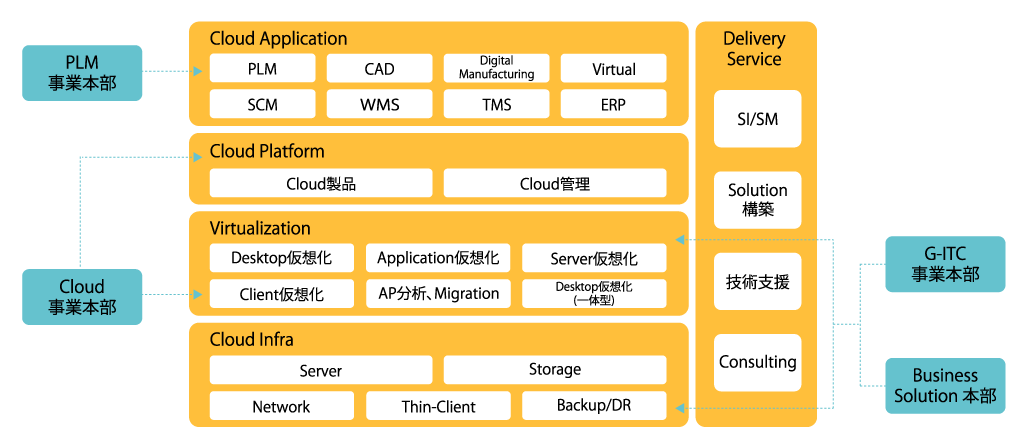 PLM
事業本部
Cloud
事業本部
Cloud Application
PLM
CAD
Digital
Manufacturing
Virtual
SCM
WMS
TMS
ERP
Cloud Platform
Cloud製品
Cloud管理
Virtualization
Desktop仮想化
Application仮想化
Server仮想化
Client仮想化
AP分析、Migration
Desktop仮想化
(一体型)
Cloud Infra
Server
Storage
Network
Thin-Client
Backup/DR
Delivery
Service
SI/SM
Solution
構築
技術支援
Consulting
G-ITC
事業本部
Business
Solution 本部